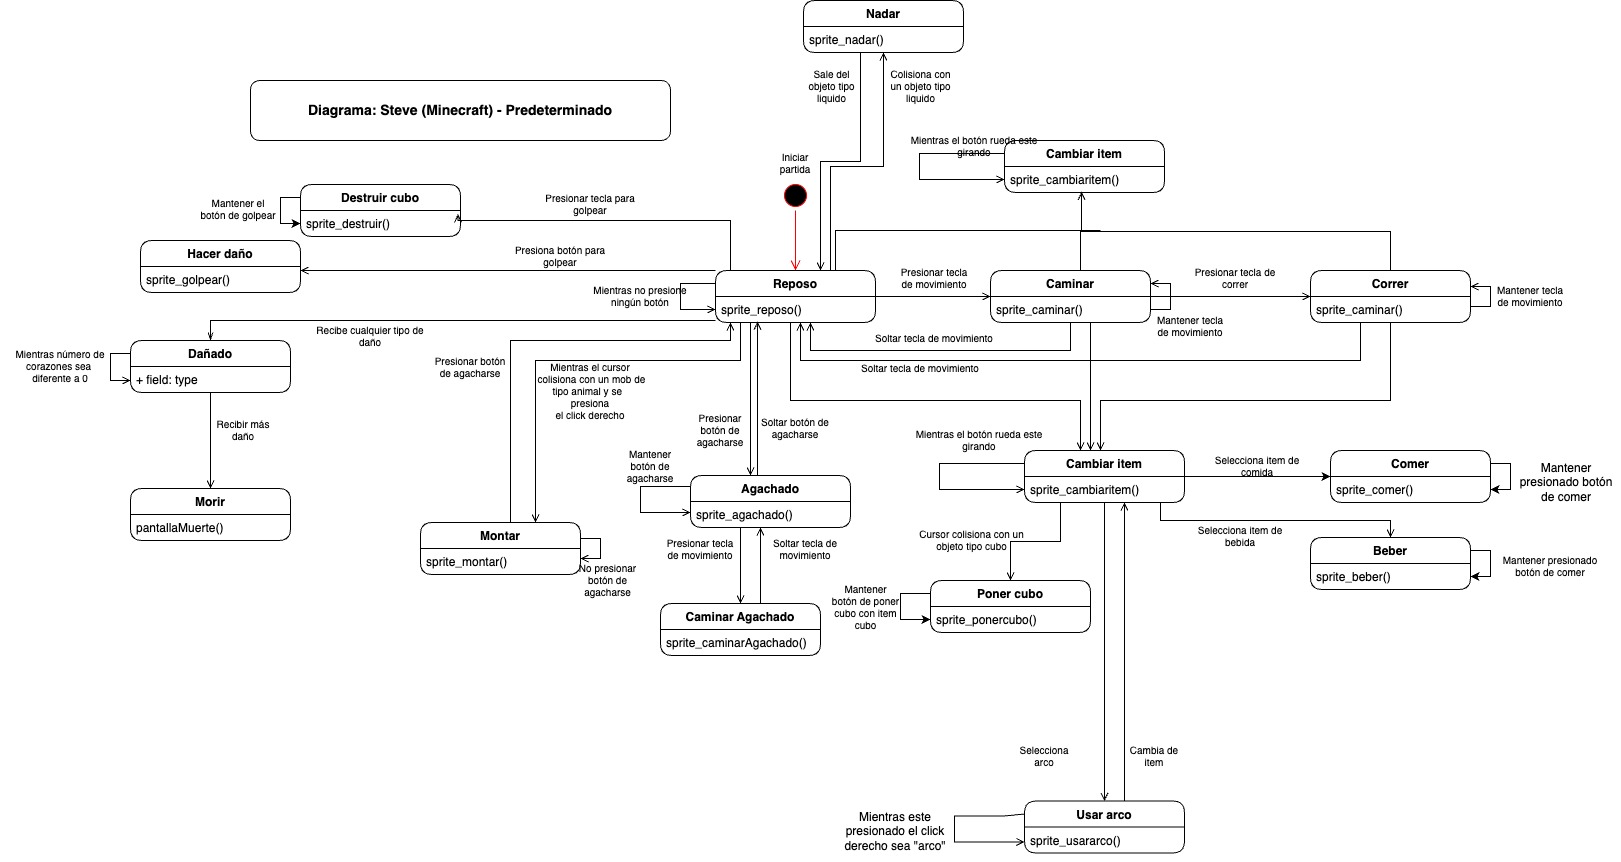 Nadar
sprite_nadar()
Sale del
objeto tipo
liquido
Colisiona con
un objeto tipo
liquido
Diagrama: Steve (Minecraft) - Predeterminado
Iniciar
partida
Mientras el botón rueda este
girando
Cambiar item
sprite_cambiaritem()
Mantener el
botón de golpear
Destruir cubo
sprite_destruir()
Presionar tecla para
golpear
Hacer daño
sprite_golpear()
Presiona botón para
golpear
Mientras no presione
ningún botón
Reposo
sprite_reposo()
Presionar tecla
de movimiento
Caminar
sprite_caminar()
Mantener tecla
de movimiento
Presionar tecla de
correr
Correr
sprite_caminar()
Mantener tecla
de movimiento
Recibe cualquier tipo de
daño
Soltar tecla de movimiento
Soltar tecla de movimiento
Mientras número de
corazones sea
diferente a 0
Dañado
+ field: type
Presionar botón
de agacharse
Mientras el cursor
colisiona con un mob de
tipo animal y se
presiona
el click derecho
Recibir más
daño
Presionar
botón de
agacharse
Soltar botón de
agacharse
Mantener
botón de
agacharse
Agachado
sprite_agachado()
Mientras el botón rueda este
girando
Cambiar item
sprite_cambiaritem()
Selecciona item de
comida
Comer
sprite_comer()
Mantener
presionado botón
de comer
Morir
pantallaMuerte()
Montar
sprite_montar()
No presionar
botón de
agacharse
Presionar tecla
de movimiento
Soltar tecla de
movimiento
Cursor colisiona con un
objeto tipo cubo
Selecciona item de
bebida
Beber
sprite_beber()
Mantener presionado
botón de comer
Mantener
botón de poner
cubo con item
cubo
Poner cubo
sprite_ponercubo()
Caminar Agachado
sprite_caminarAgachado()
Selecciona
arco
Cambia de
item
Mientras este
presionado el click
derecho sea "arco"
Usar arco
sprite_usararco()